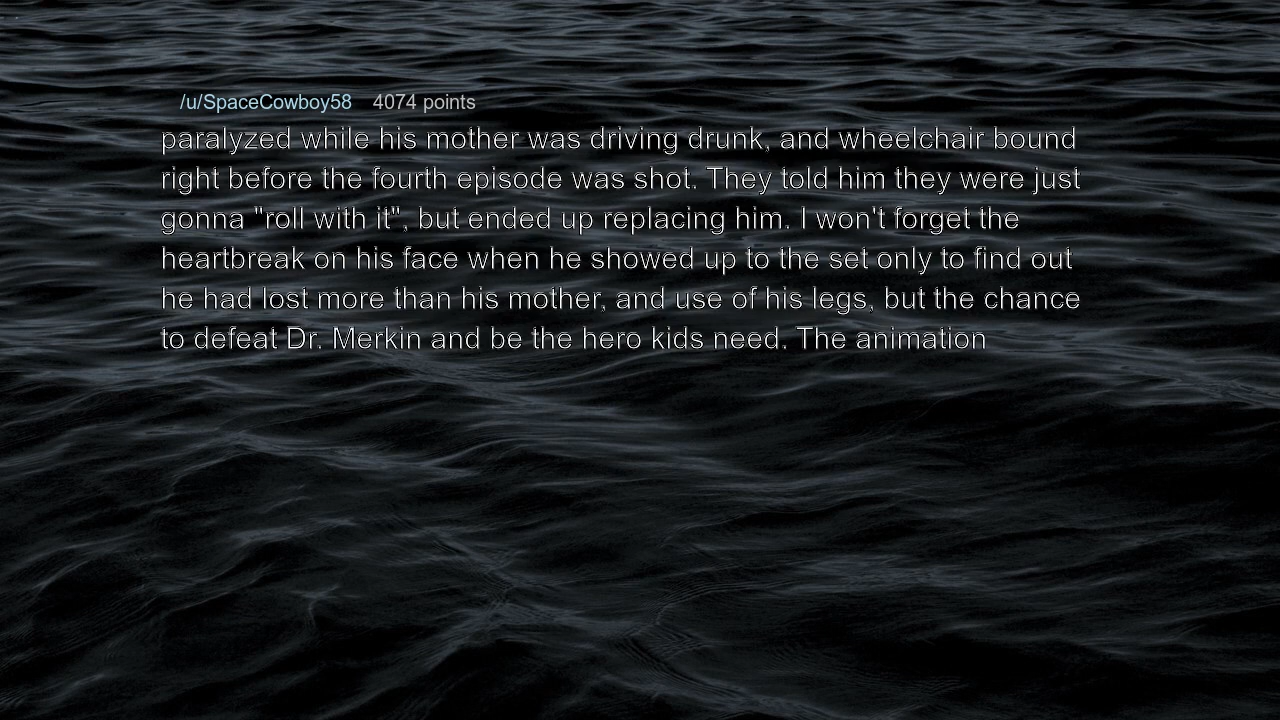 /u/SpaceCowboy58 4074 points
paralyzed while his mother was driving drunk, and wheelchair bound
right before the fourth episode was shot. They told him they were just
gonna "roll with it", but ended up replacing him. I won't forget the
heartbreak on his face when he showed up to the set only to find out
he had lost more than his mother, and use of his legs, but the chance
to defeat Dr. Merkin and be the hero kids need. The animation